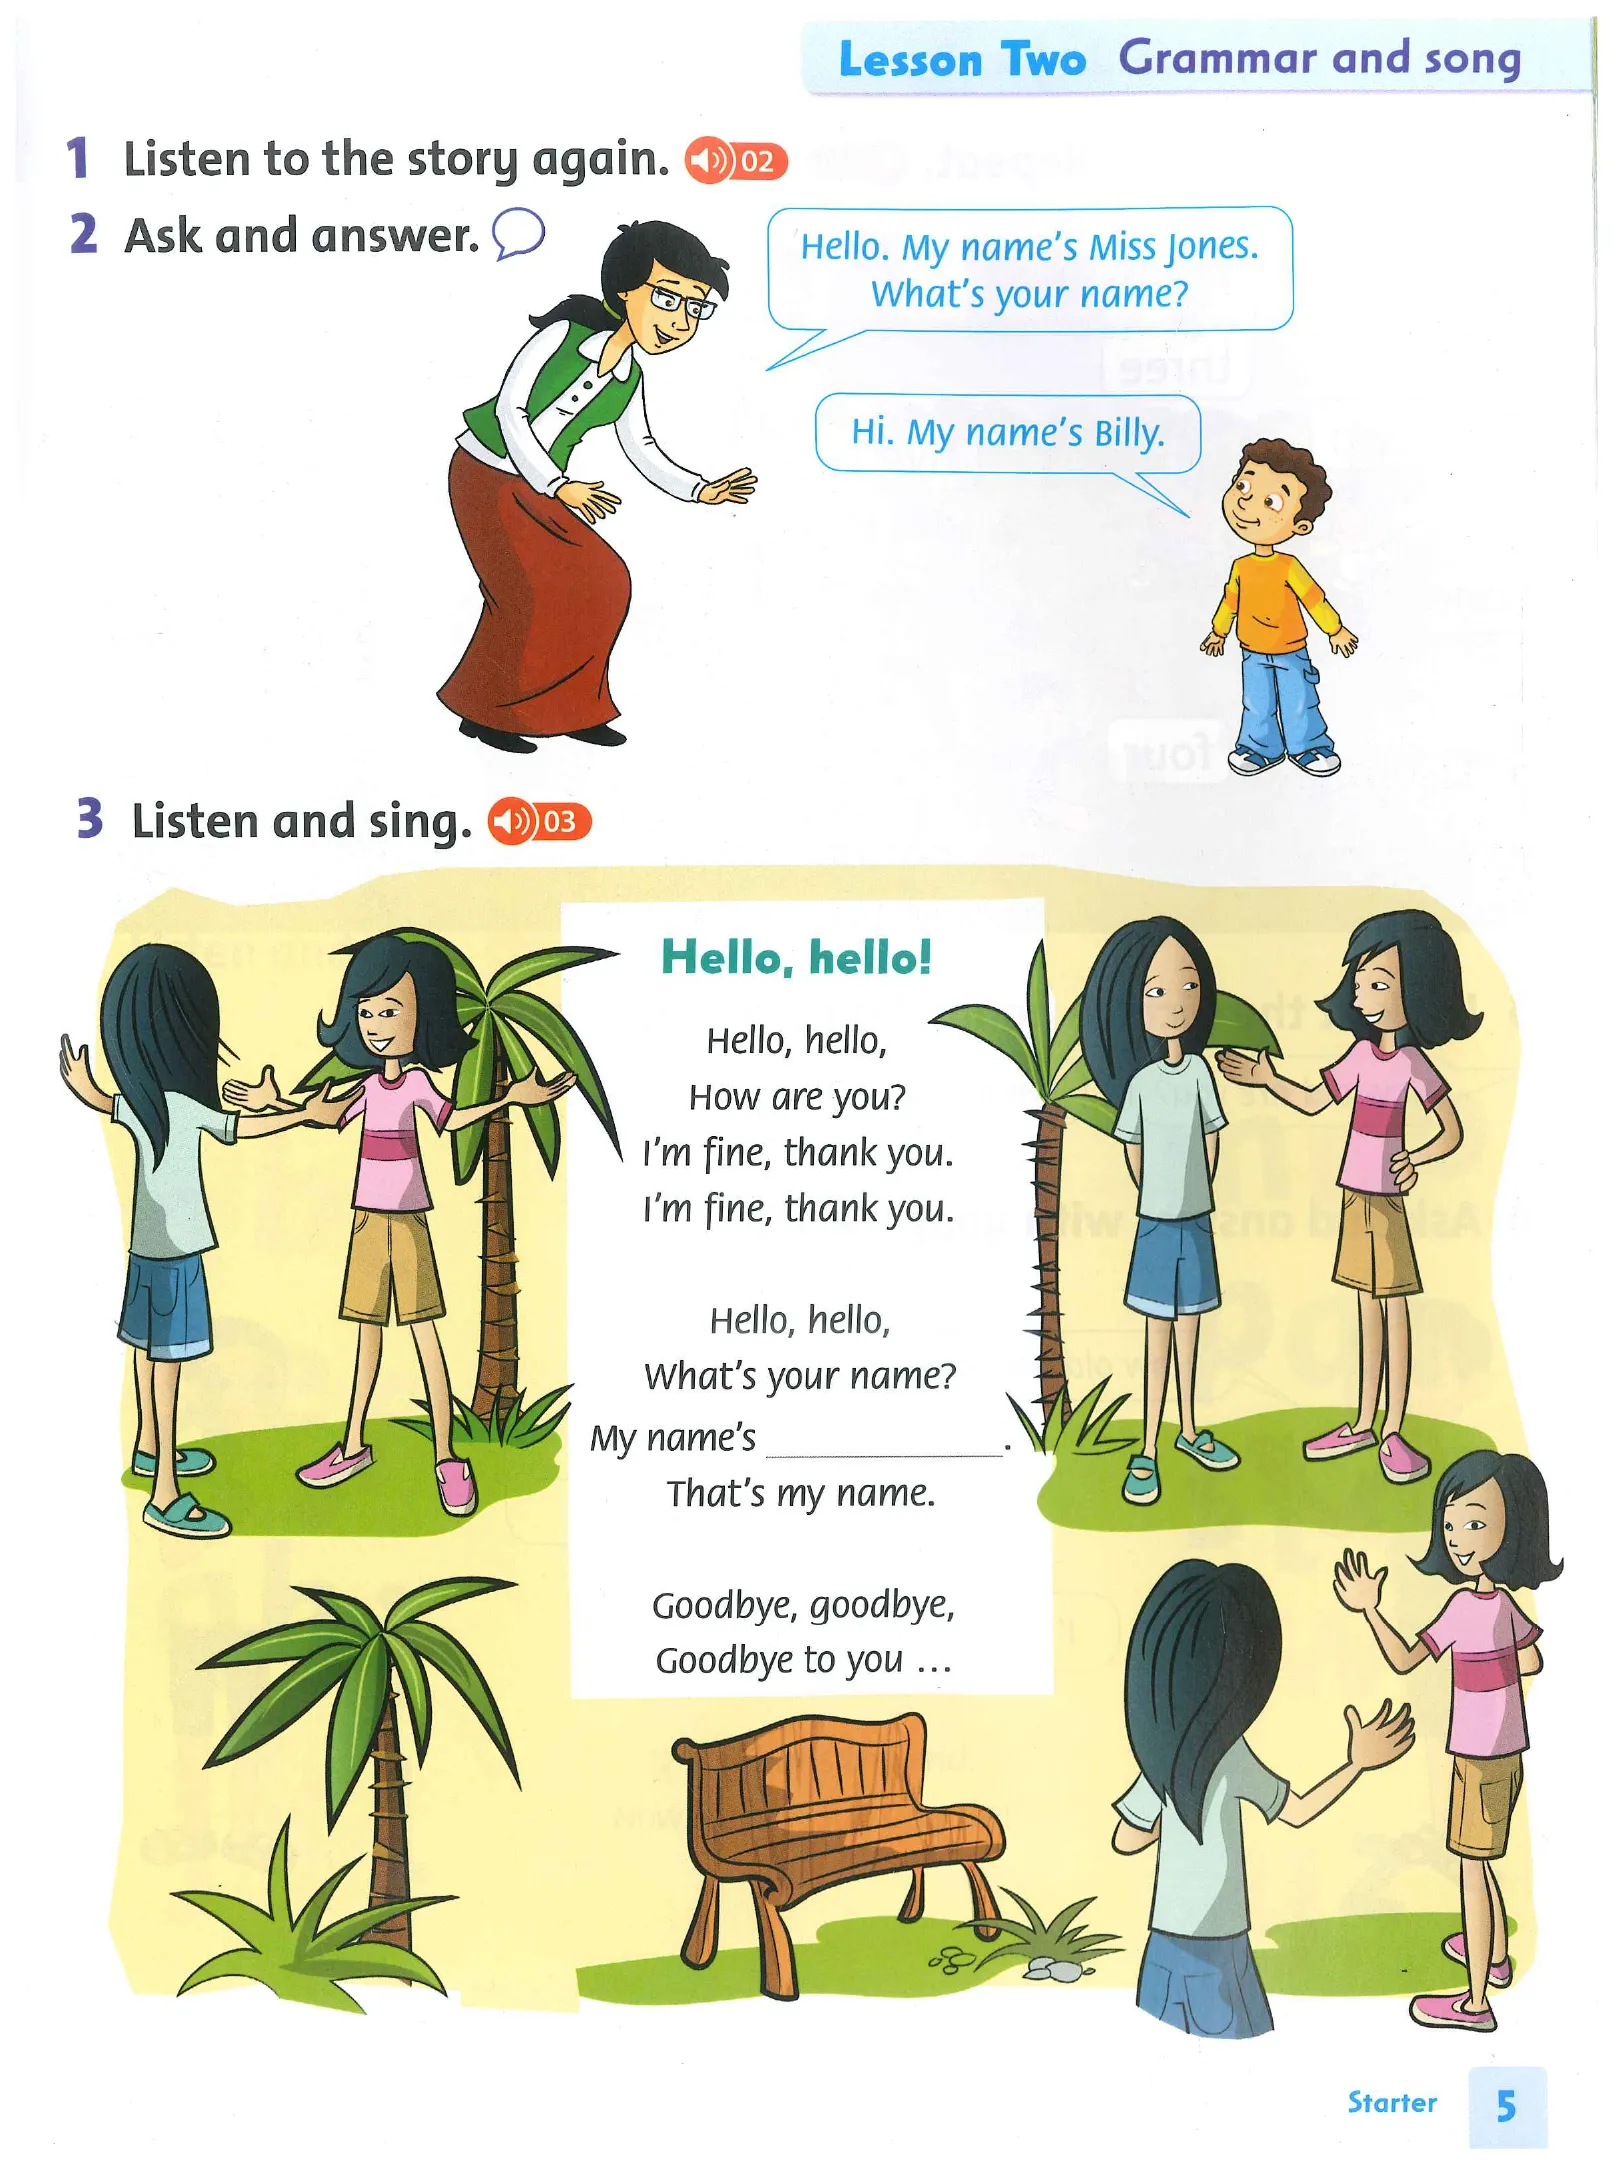 Lesson Two Grammar and song
1 Listen to the story again. 02
2 Ask and answer.
Hello. My name's Miss Jones.
What's your name?
Hi. My name's Billy.
3 Listen and sing. 03
Hello, hello!
Hello, hello,
How are you?
I'm fine, thank you.
I'm fine, thank you.
Hello, hello,
What's your name?
My name's ____________.
That's my name.
Goodbye, goodbye,
Goodbye to you ...
Starter 5